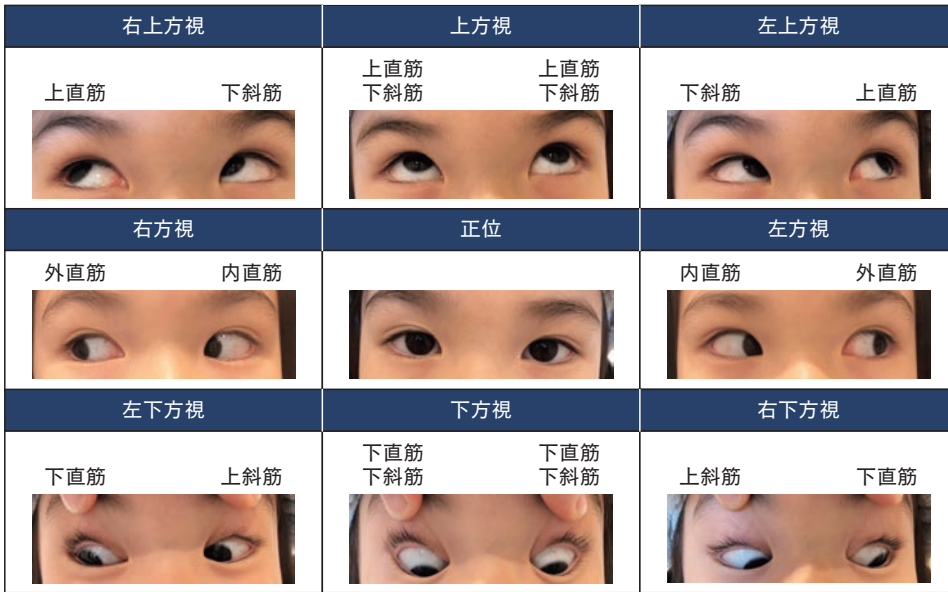 右上方視 上方視 左上方視
上直筋 下斜筋 上直筋 上直筋 下斜筋 上直筋
下斜筋 下斜筋
右方視 正位 左方視
外直筋 内直筋 内直筋 外直筋
左下方視 下方視 右下方視
下直筋 上斜筋 下直筋 下直筋 上斜筋 下直筋
下斜筋 下斜筋